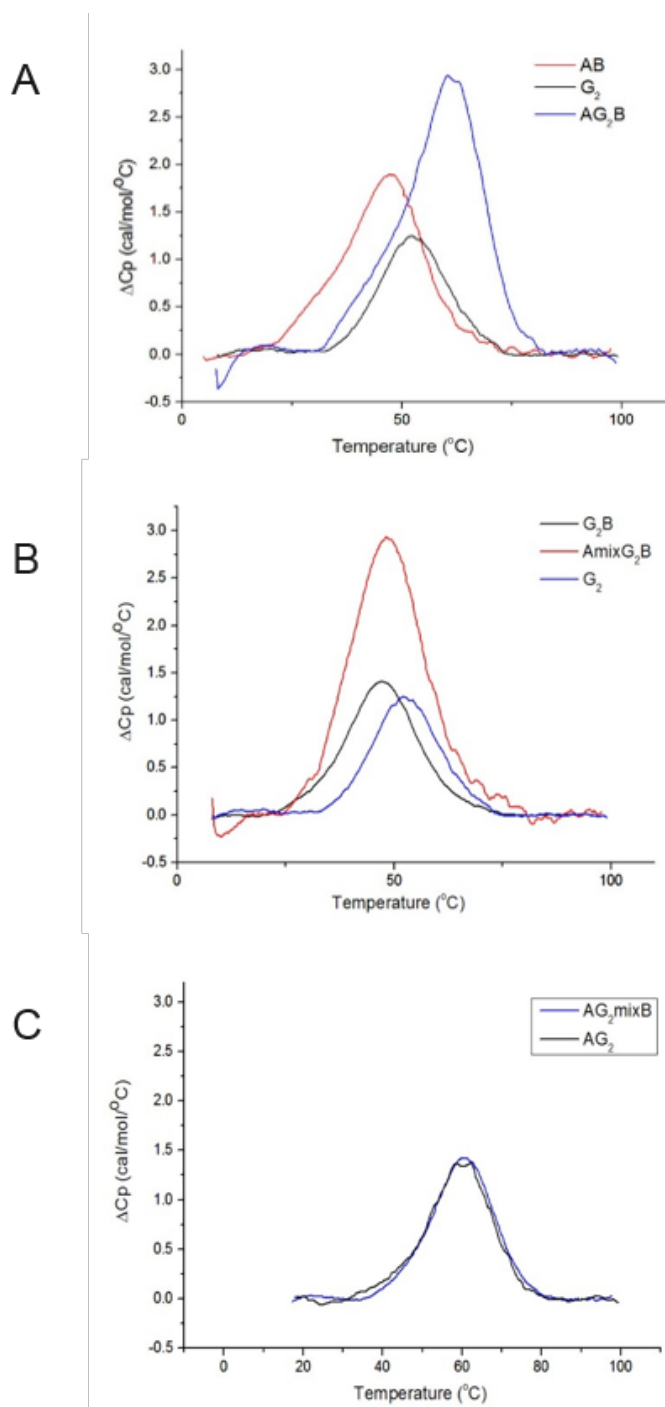 A
AB
G₂
AG₂B
3.0
2.5
2.0
1.5
1.0
0.5
0.0
-0.5
ΔCp (cal/mol/°C)
0
50
100
Temperature (°C)
B
G₂B
AmixG₂B
G₂
3.0
2.5
2.0
1.5
1.0
0.5
0.0
-0.5
ΔCp (cal/mol/°C)
0
50
100
Temperature (°C)
C
AG₂mixB
AG₂
3.0
2.5
2.0
1.5
1.0
0.5
0.0
-0.5
ΔCp (cal/mol/°C)
0
20
40
60
80
100
Temperature (°C)